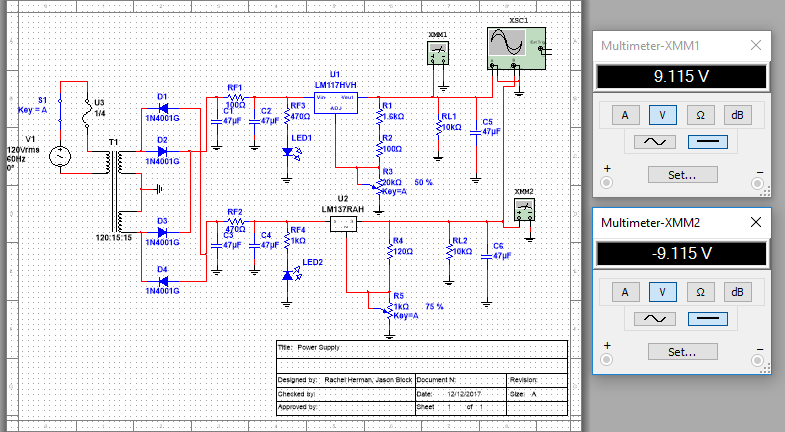 XSC1
XMM1
Ext Trig
A
B
Multimeter-XMM1
9.115 V
A
V
Ω
dB
Set...
+
–
Multimeter-XMM2
-9.115 V
A
V
Ω
dB
Set...
+
–
S1
Key = A
U3
1/4
V1
120Vrms
60Hz
0°
T1
120:15:15
D1
1N4001G
D2
1N4001G
D3
1N4001G
D4
1N4001G
RF1
100Ω
C1
47µF
C2
47µF
RF3
470Ω
LED1
U1
LM117HVH
Vin
Vout
ADJ
R1
1.6kΩ
R2
100Ω
R3
20kΩ
Key=A
50 %
RL1
10kΩ
C5
47µF
XMM2
RF2
470Ω
C3
47µF
C4
47µF
RF4
1kΩ
LED2
U2
LM137RAH
R4
120Ω
RL2
10kΩ
C6
47µF
R5
1kΩ
Key=A
75 %
Title: Power Supply
Designed by: Rachel Herman, Jason Block
Document N:
Revision:
Checked by:
Date: 12/12/2017
Size: A
Approved by:
Sheet 1 of 1